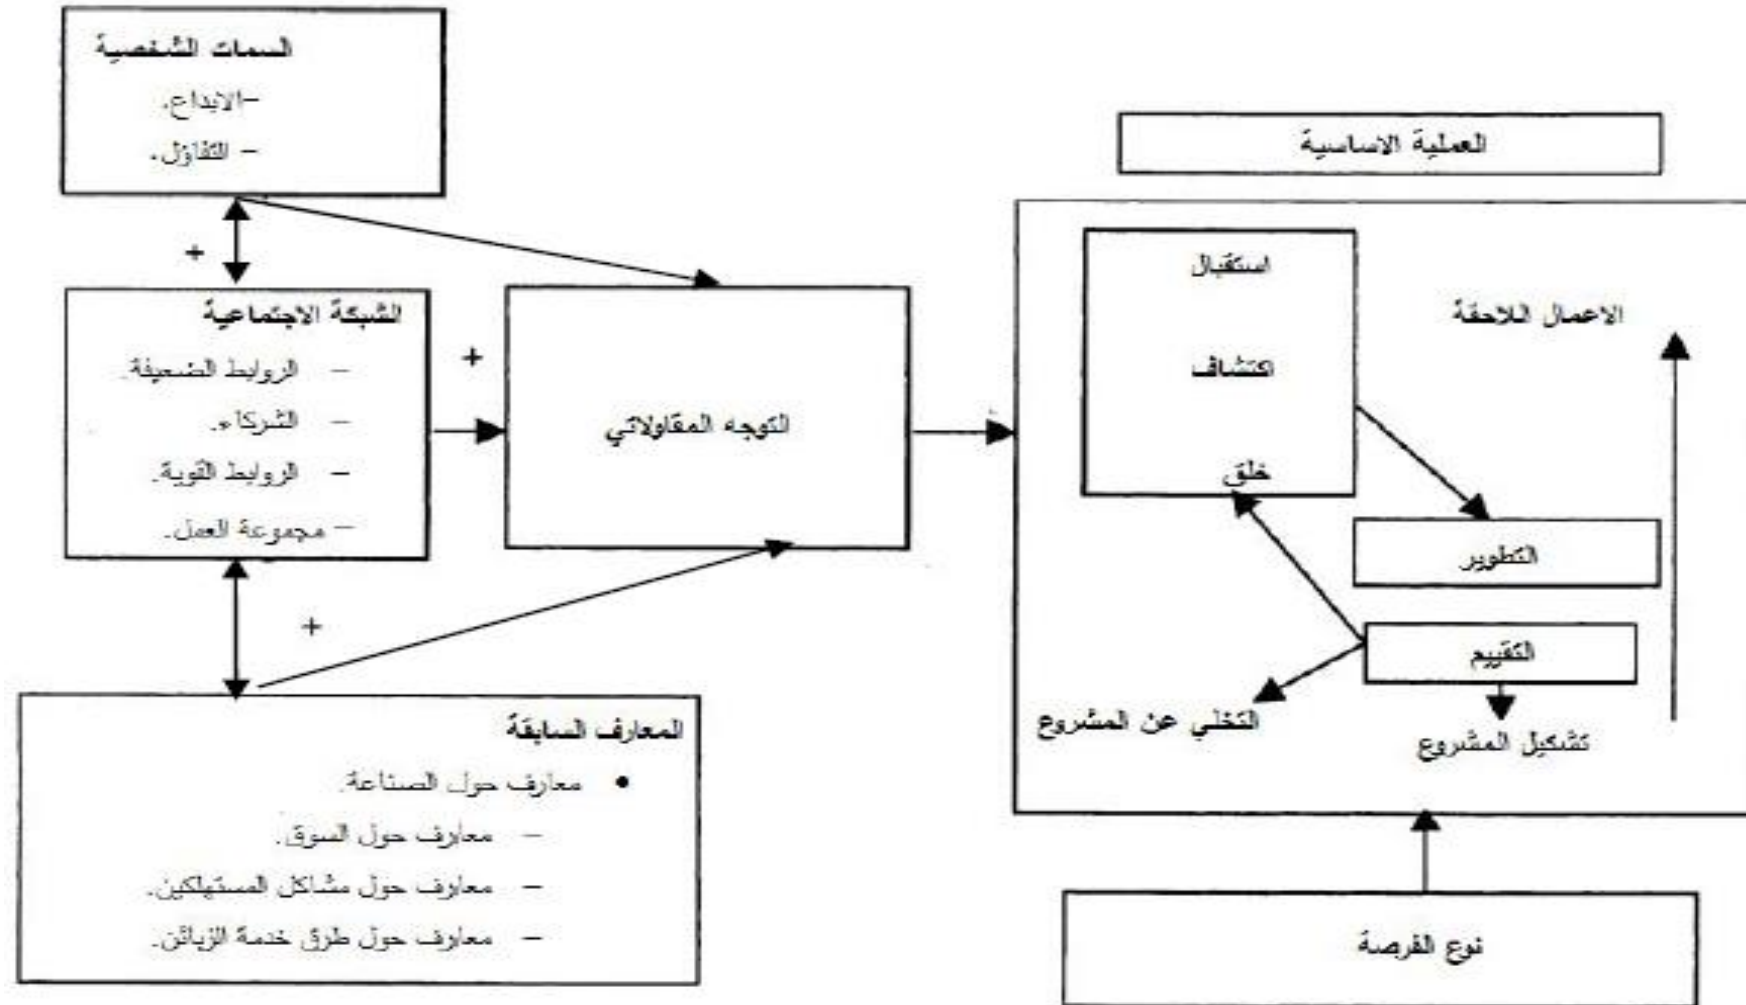 السمات الشخصية
-الابداع.
- التفاؤل.
+
الشبكة الاجتماعية
- الروابط الضعيفة.
- الشركاء.
- الروابط القوية.
- مجموعة العمل.
+
+
المعارف السابقة
• معارف حول الصناعة.
- معارف حول السوق.
- معارف حول مشاكل المستهلكين.
- معارف حول طرق خدمة الزبائن.
التوجه المقاولاتي
العملية الاساسية
استقبال
اكتشاف
خلق
الاعمال اللاحقة
التطوير
التقييم
التخلي عن المشروع
تشكيل المشروع
نوع الفرصة